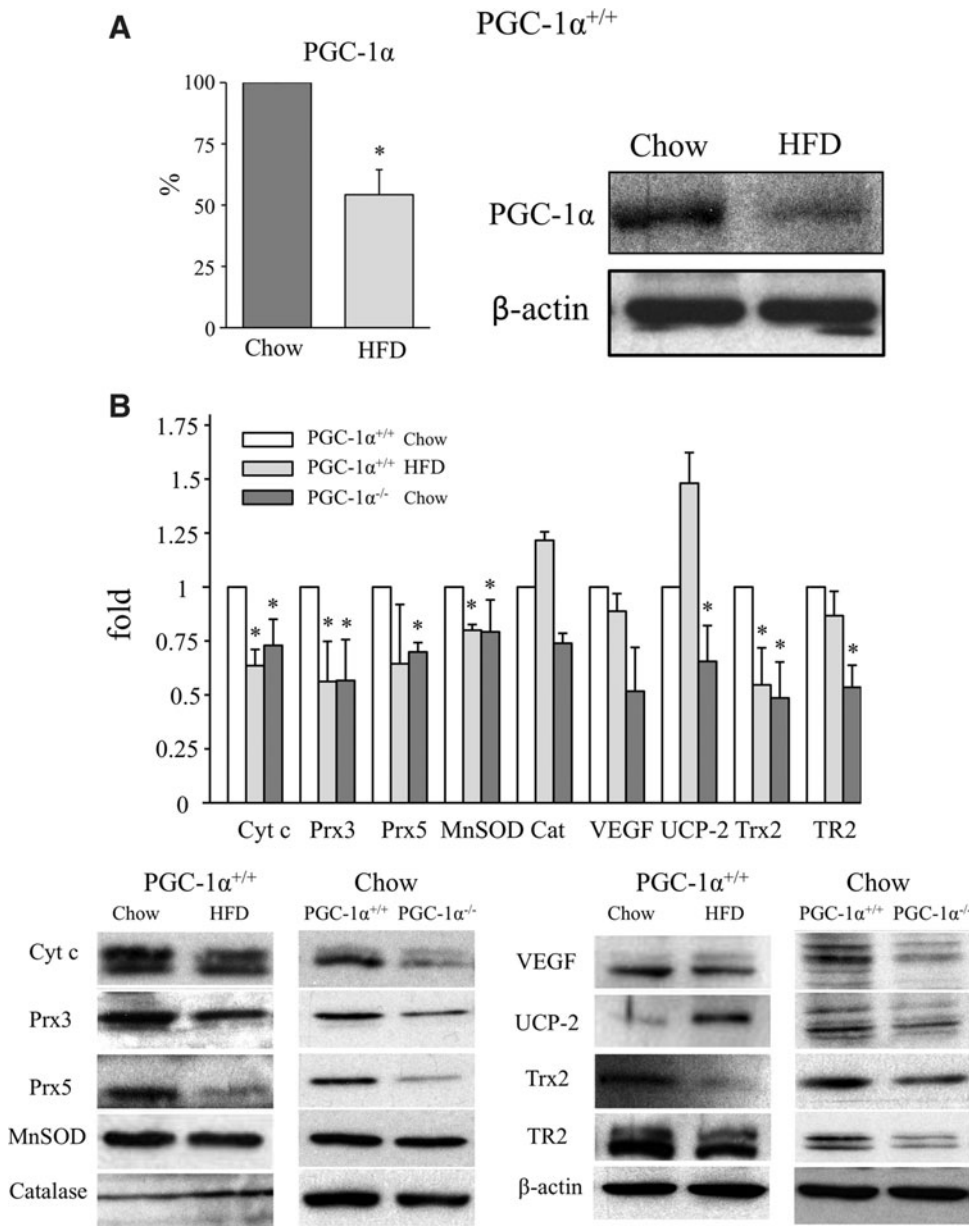 A
PGC-1α⁺/⁺
PGC-1α
100
75
50
25
0
%
*
Chow HFD
Chow HFD
PGC-1α
β-actin
B
1.75
1.5
1.25
1
0.75
0.5
0.25
0
fold
PGC-1α⁺/⁺ Chow
PGC-1α⁺/⁺ HFD
PGC-1α⁻/⁻ Chow
* * * * * * * * * * * *
Cyt c Prx3 Prx5 MnSOD Cat VEGF UCP-2 Trx2 TR2
PGC-1α⁺/⁺ Chow PGC-1α⁺/⁺ Chow
Chow HFD PGC-1α⁺/⁺ PGC-1α⁻/⁻ Chow HFD PGC-1α⁺/⁺ PGC-1α⁻/⁻
Cyt c
Prx3
Prx5
MnSOD
Catalase
VEGF
UCP-2
Trx2
TR2
β-actin